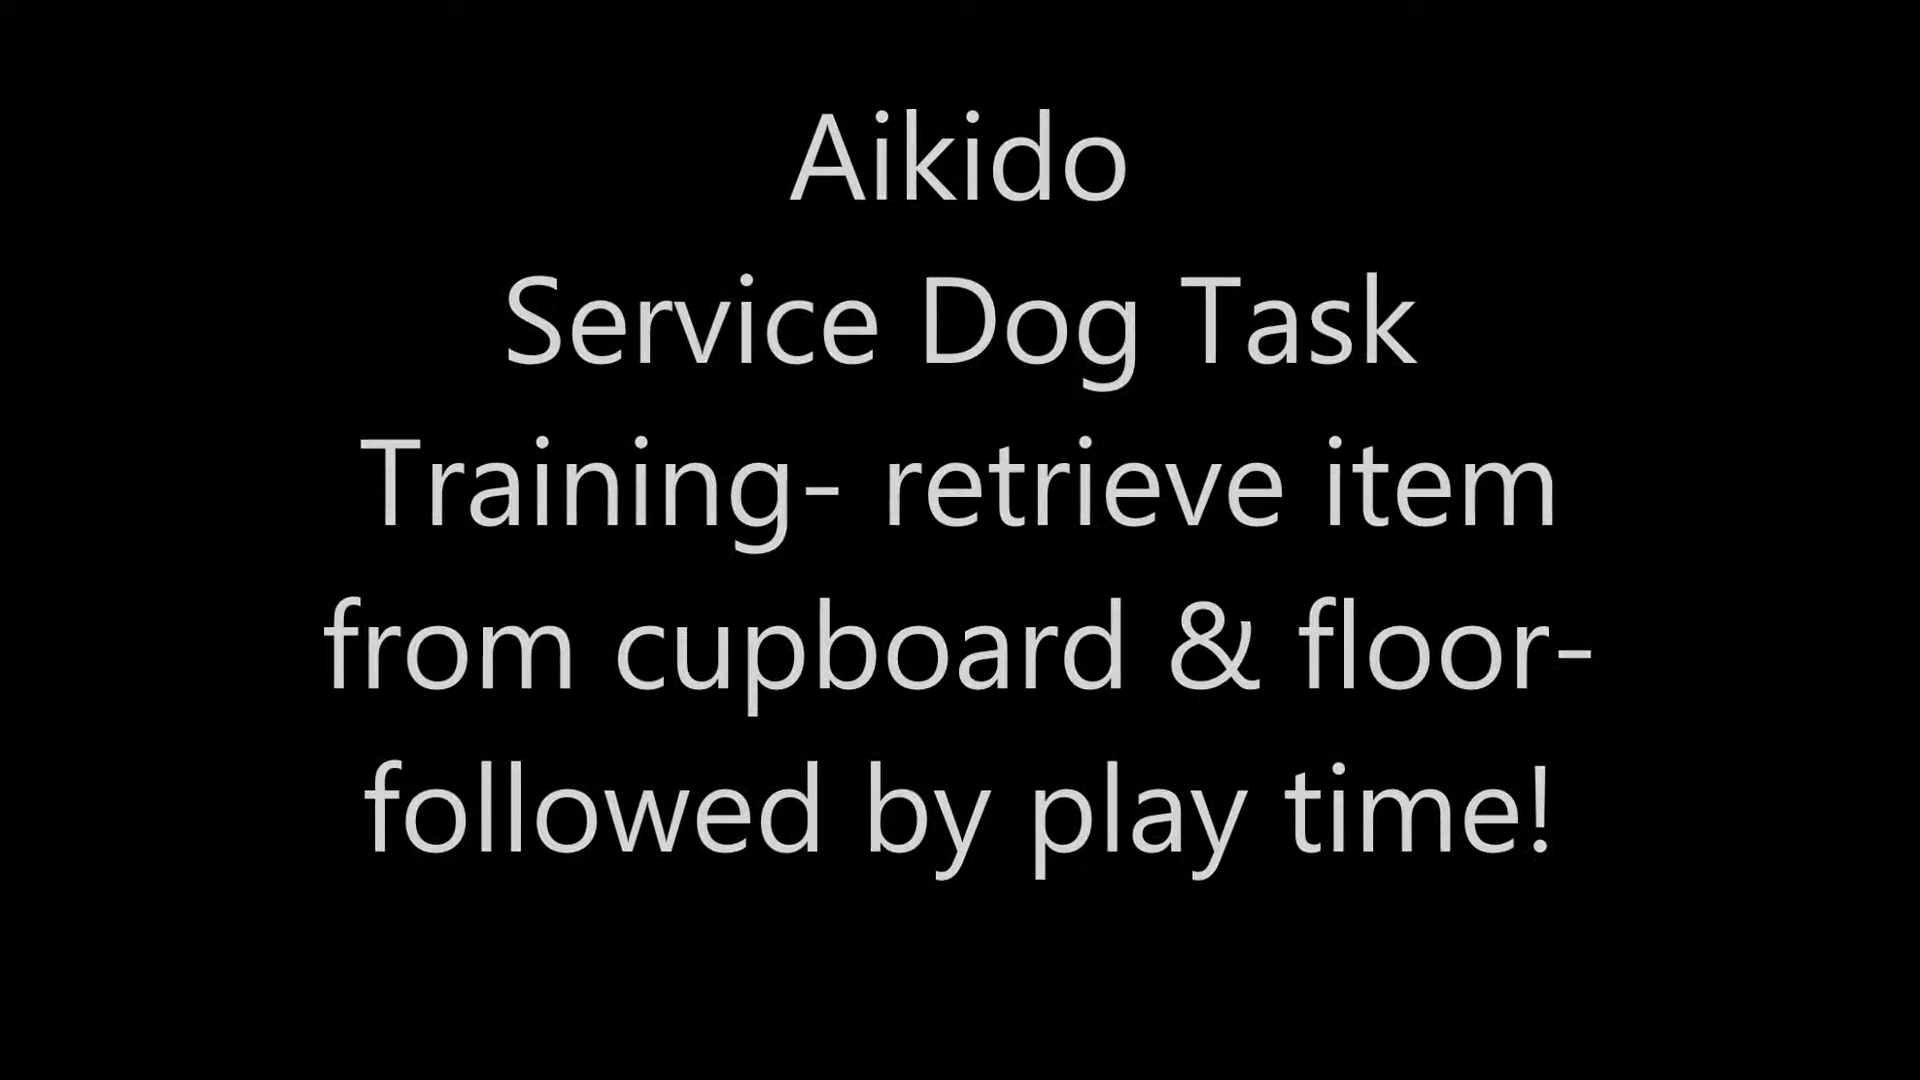 Aikido
Service Dog Task
Training- retrieve item
from cupboard & floor-
followed by play time!